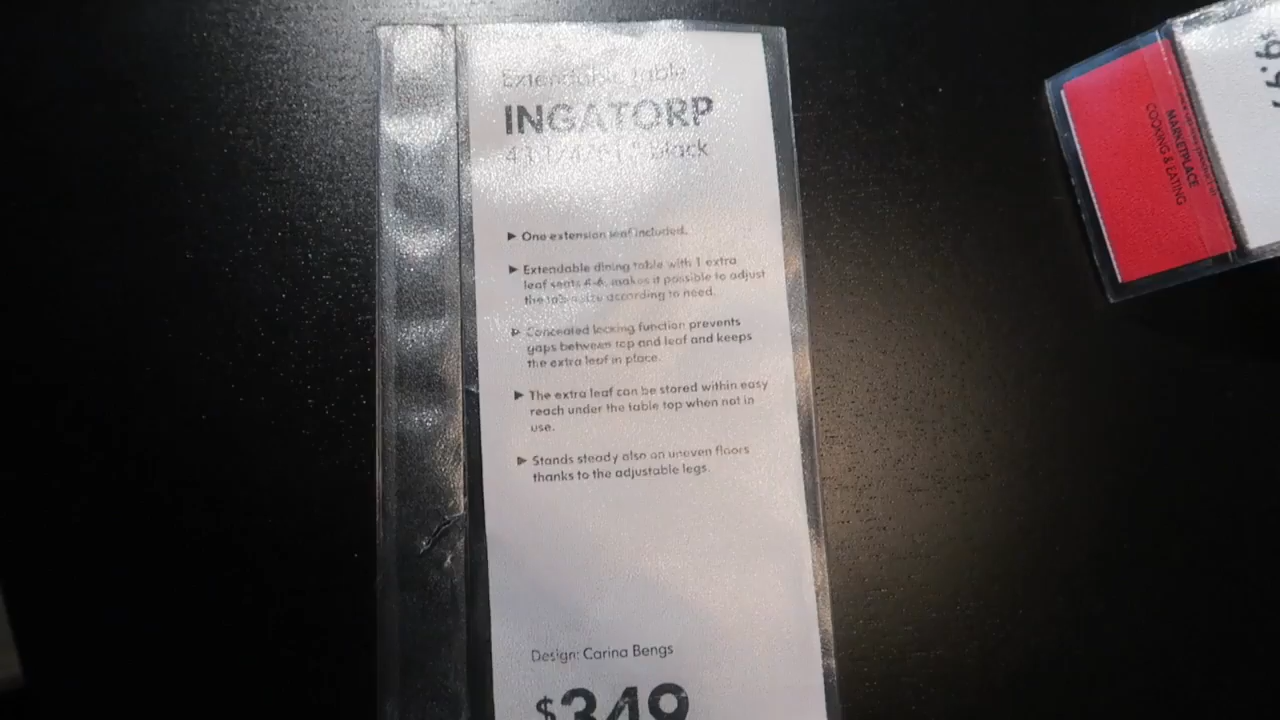 Extendable table
INGATORP
black
► One extension leaf included.
► Extendable dining table with 1 extra
leaf seats 4-6, makes it possible to adjust
the table size according to need.
► Concealed locking function prevents
gaps between top and leaf and keeps
the extra leaf in place.
► The extra leaf can be stored within easy
reach under the table top when not in
use.
► Stands steady also on uneven floors
thanks to the adjustable legs.
Design: Carina Bengs
$349
MARKETPLACE
COOKING & EATING